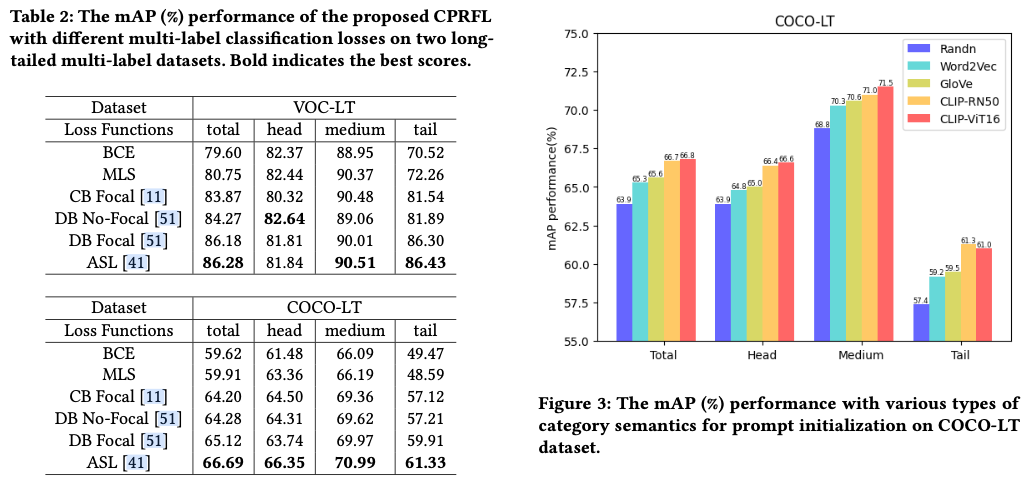 Table 2: The mAP (%) performance of the proposed CPRFL
with different multi-label classification losses on two long-
tailed multi-label datasets. Bold indicates the best scores.
Dataset VOC-LT
Loss Functions total head medium tail
BCE 79.60 82.37 88.95 70.52
MLS 80.75 82.44 90.37 72.26
CB Focal [11] 83.87 80.32 90.48 81.54
DB No-Focal [51] 84.27 82.64 89.06 81.89
DB Focal [51] 86.18 81.81 90.01 86.30
ASL [41] 86.28 81.84 90.51 86.43
Dataset COCO-LT
Loss Functions total head medium tail
BCE 59.62 61.48 66.09 49.47
MLS 59.91 63.36 66.19 48.59
CB Focal [11] 64.20 64.50 69.36 57.12
DB No-Focal [51] 64.28 64.31 69.62 57.21
DB Focal [51] 65.12 63.74 69.97 59.91
ASL [41] 66.69 66.35 70.99 61.33
COCO-LT
mAP performance(%)
75.0
72.5
70.0
67.5
65.0
62.5
60.0
57.5
55.0
Randn
Word2Vec
GloVe
CLIP-RN50
CLIP-ViT16
63.9 65.3 65.6 66.7 66.8
63.9 64.8 65.0 66.4 66.6
68.8 70.3 70.6 71.0 71.5
57.4 59.2 59.5 61.3 61.0
Total Head Medium Tail
Figure 3: The mAP (%) performance with various types of
category semantics for prompt initialization on COCO-LT
dataset.